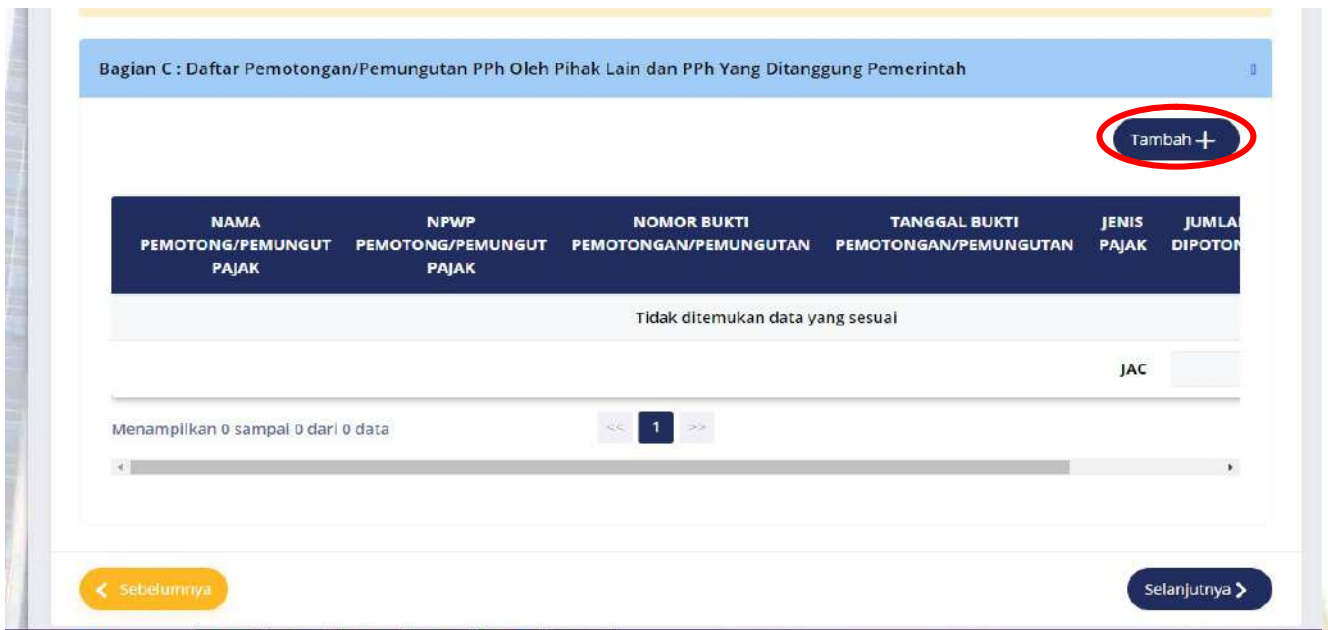 Bagian C : Daftar Pemotongan/Pemungutan PPh Oleh Pihak Lain dan PPh Yang Ditanggung Pemerintah
Tambah +
NAMA PEMOTONG/PEMUNGUT PAJAK
NPWP PEMOTONG/PEMUNGUT PAJAK
NOMOR BUKTI PEMOTONGAN/PEMUNGUTAN
TANGGAL BUKTI PEMOTONGAN/PEMUNGUTAN
JENIS PAJAK
JUMLA DIPOTON
Tidak ditemukan data yang sesuai
JAC
Menampilkan 0 sampai 0 dari 0 data
<< 1 >>
< Sebelumnya
Selanjutnya >